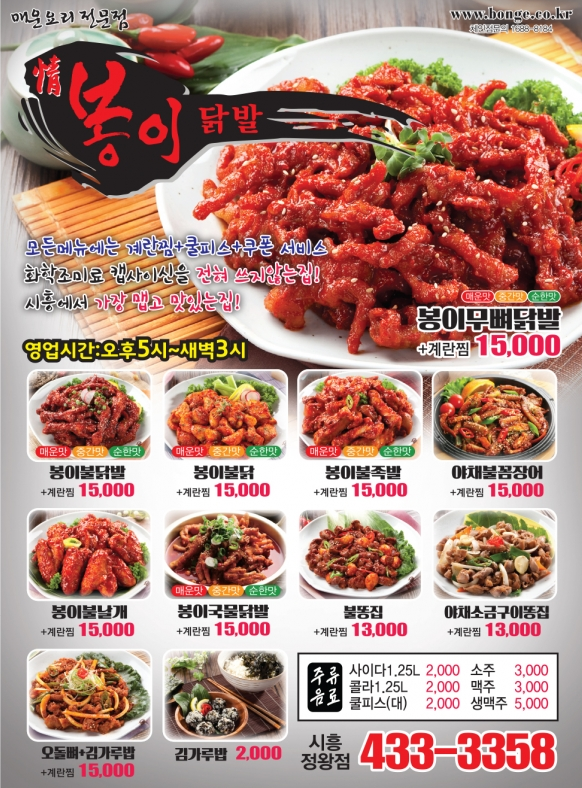 매운요리 전문점
www.bonge.co.kr
체인점문의 1688-8184
情
봉이 닭발
모든메뉴에는 계란찜+쿨피스+쿠폰 서비스
화학조미료 캡사이신을 전혀 쓰지않는집!
시흥에서 가장 맵고 맛있는집!
매운맛 중간맛 순한맛
봉이무뼈닭발
+계란찜 15,000
영업시간:오후5시~새벽3시
매운맛 중간맛 순한맛
봉이불닭발
+계란찜 15,000
매운맛 중간맛 순한맛
봉이불닭
+계란찜 15,000
매운맛 중간맛 순한맛
봉이불족발
+계란찜 15,000
야채불꼼장어
+계란찜 15,000
봉이불날개
+계란찜 15,000
매운맛 중간맛 순한맛
봉이국물닭발
+계란찜 15,000
불똥집
+계란찜 13,000
야채소금구이똥집
+계란찜 13,000
오돌뼈+김가루밥
+계란찜 15,000
김가루밥 2,000
주류
음료
사이다1,25L 2,000 소주 3,000
콜라1,25L 2,000 맥주 3,000
쿨피스(대) 2,000 생맥주 5,000
시흥
정왕점
433-3358